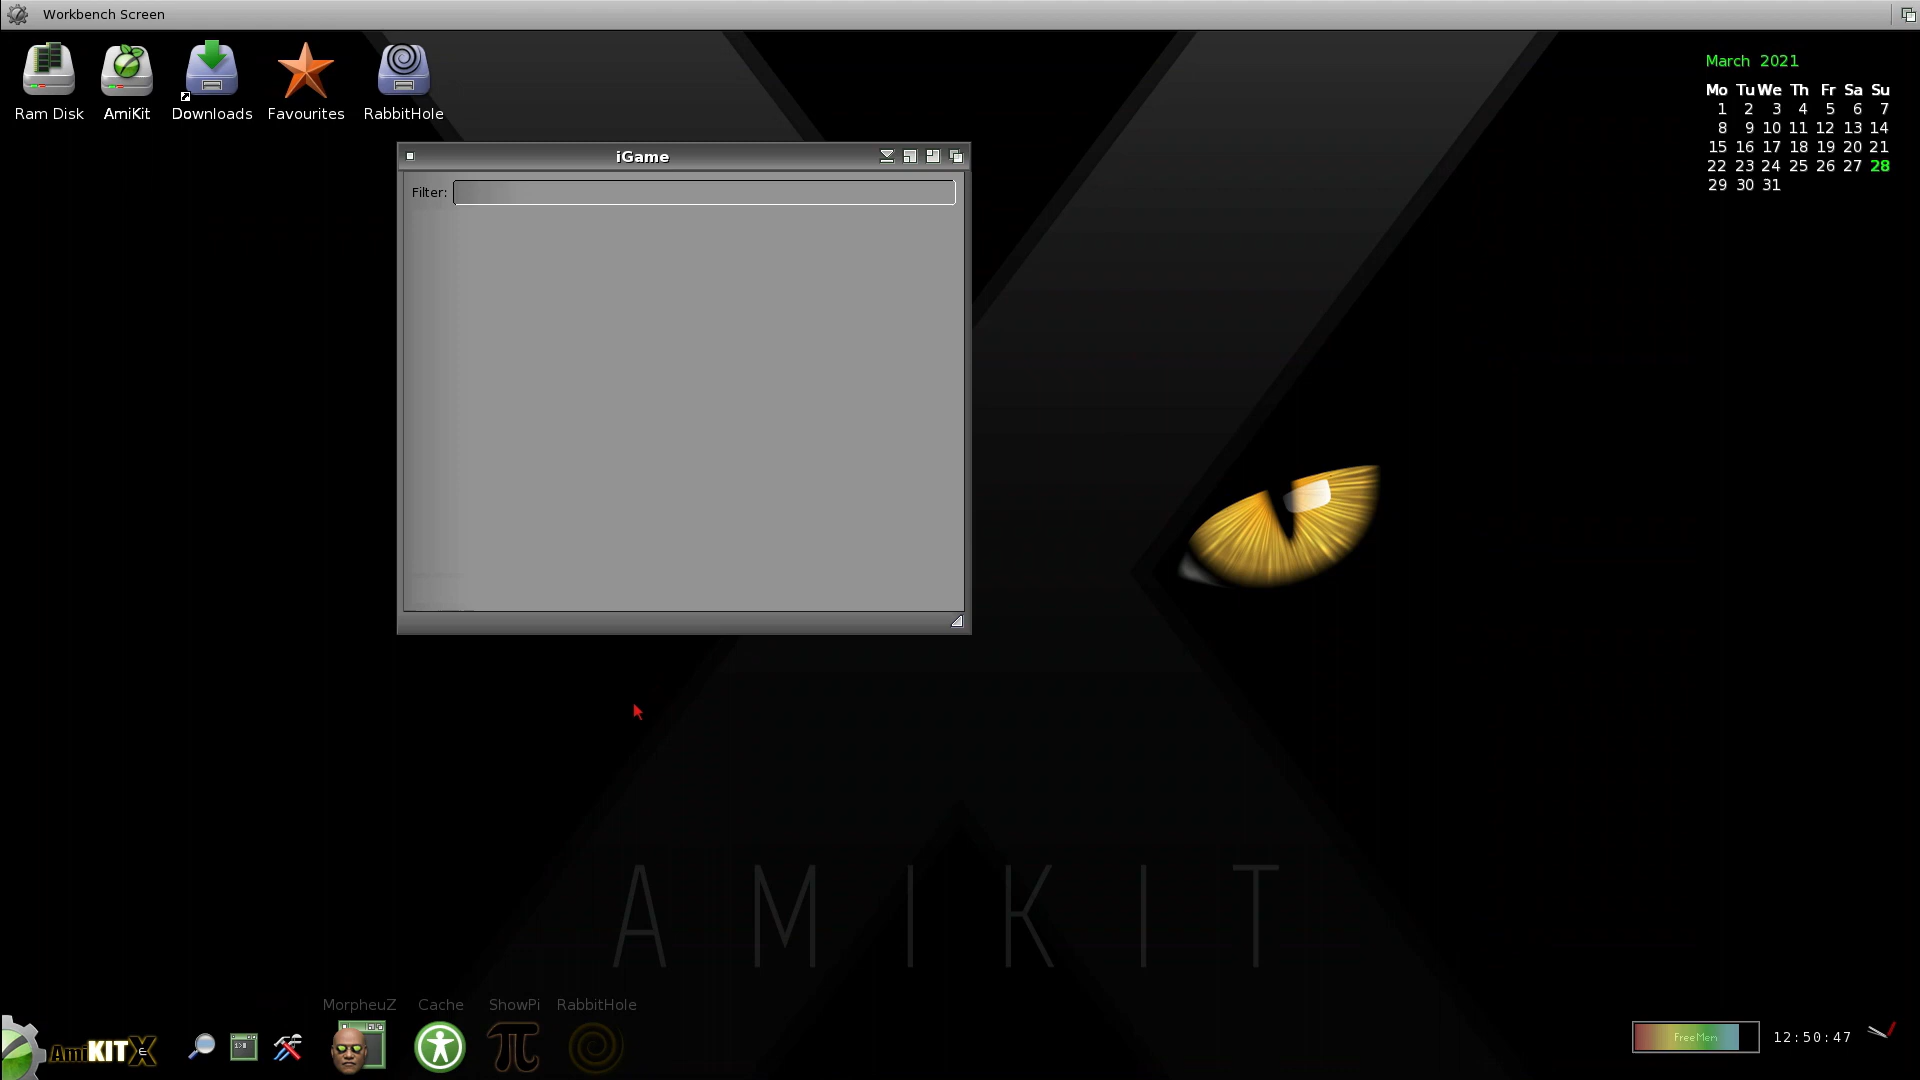 Workbench Screen
Ram Disk
AmiKit
Downloads
Favourites
RabbitHole
March 2021
Mo Tu We Th Fr Sa Su
1 2 3 4 5 6 7
8 9 10 11 12 13 14
15 16 17 18 19 20 21
22 23 24 25 26 27 28
29 30 31
iGame
Filter:
AMIKIT
MorpheuZ
Cache
ShowPi
RabbitHole
AmiKIT X
FreeMem
12:50:47